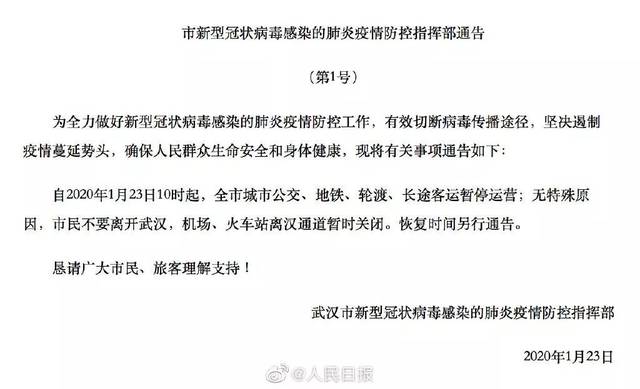 市新型冠状病毒感染的肺炎疫情防控指挥部通告
（第1号）
为全力做好新型冠状病毒感染的肺炎疫情防控工作，有效切断病毒传播途径，坚决遏制
疫情蔓延势头，确保人民群众生命安全和身体健康，现将有关事项通告如下：
自2020年1月23日10时起，全市城市公交、地铁、轮渡、长途客运暂停运营；无特殊原
因，市民不要离开武汉，机场、火车站离汉通道暂时关闭。恢复时间另行通告。
恳请广大市民、旅客理解支持！
武汉市新型冠状病毒感染的肺炎疫情防控指挥部
2020年1月23日
@人民日报